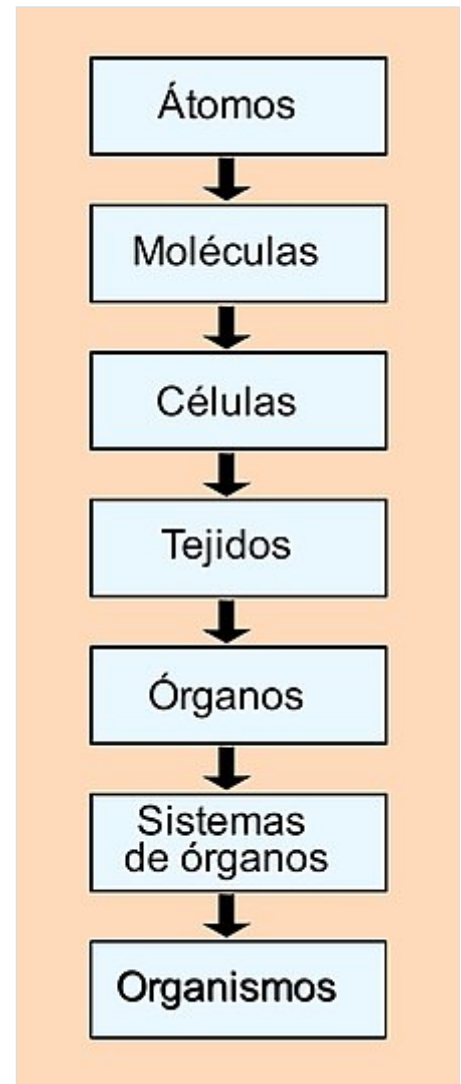 Átomos
Moléculas
Células
Tejidos
Órganos
Sistemas
de órganos
Organismos